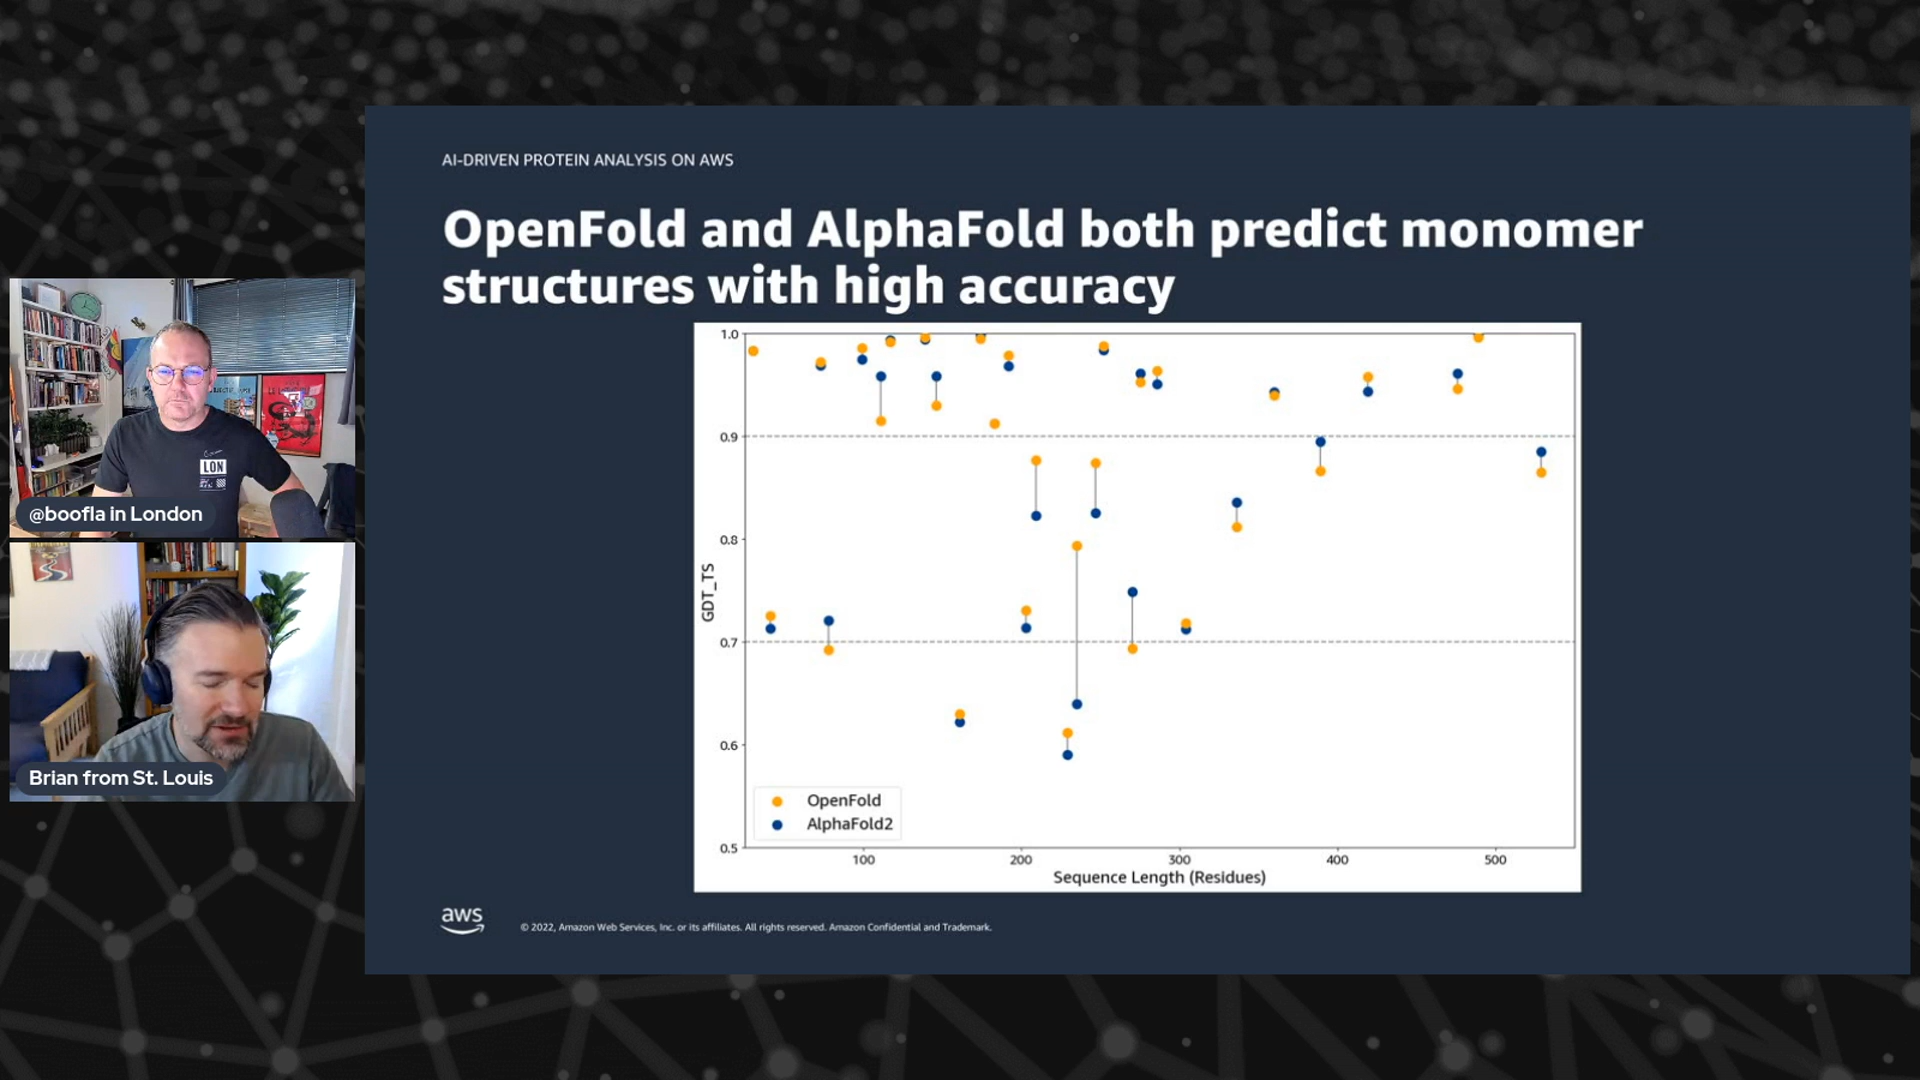 AI-DRIVEN PROTEIN ANALYSIS ON AWS
OpenFold and AlphaFold both predict monomer
structures with high accuracy
1.0
0.9
0.8
0.7
0.6
0.5
GDT_TS
OpenFold
AlphaFold2
100
200
300
400
500
Sequence Length (Residues)
aws
© 2022, Amazon Web Services, Inc. or its affiliates. All rights reserved. Amazon Confidential and Trademark.
LON
@boofla in London
Brian from St. Louis